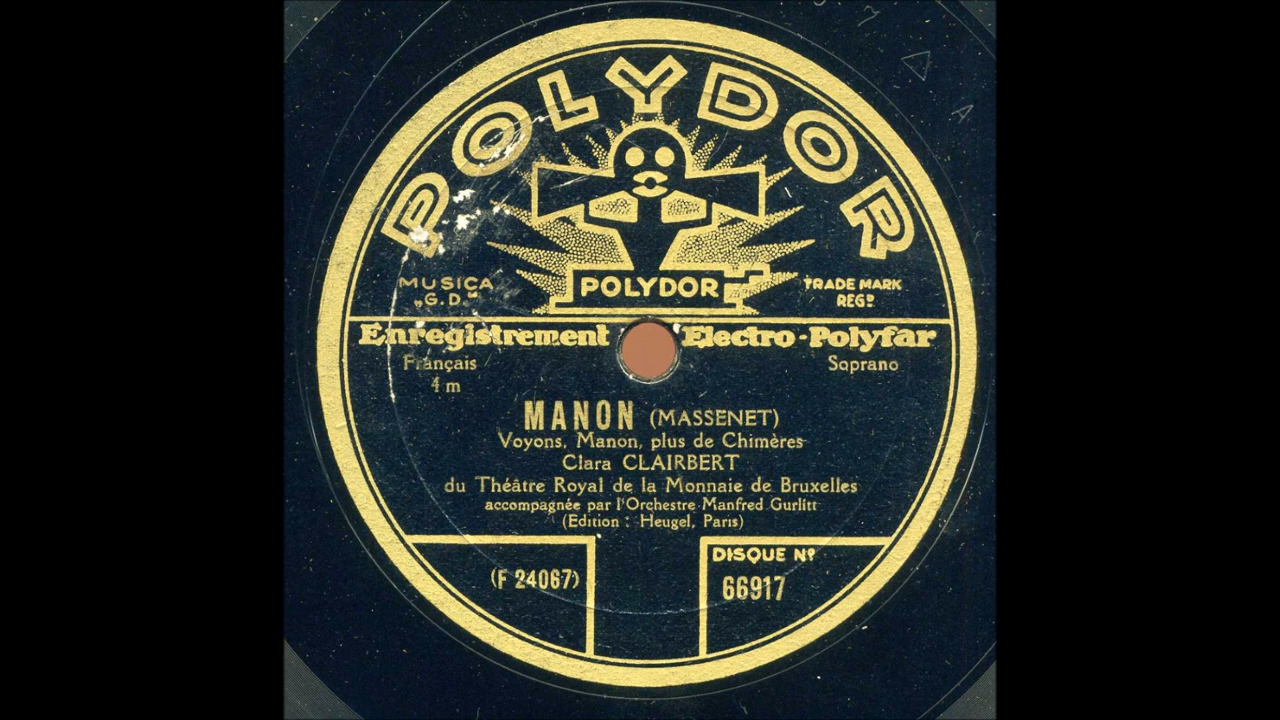 POLYDOR
POLYDOR
MUSICA
„G.D."
TRADE MARK
REGD
Enregistrement Electro-Polyfar
Français
4 m
Soprano
MANON (MASSENET)
Voyons, Manon, plus de Chimères
Clara CLAIRBERT
du Théâtre Royal de la Monnaie de Bruxelles
accompagnée par l'Orchestre Manfred Gurlitt
(Edition : Heugel, Paris)
(F 24067)
DISQUE Nº
66917